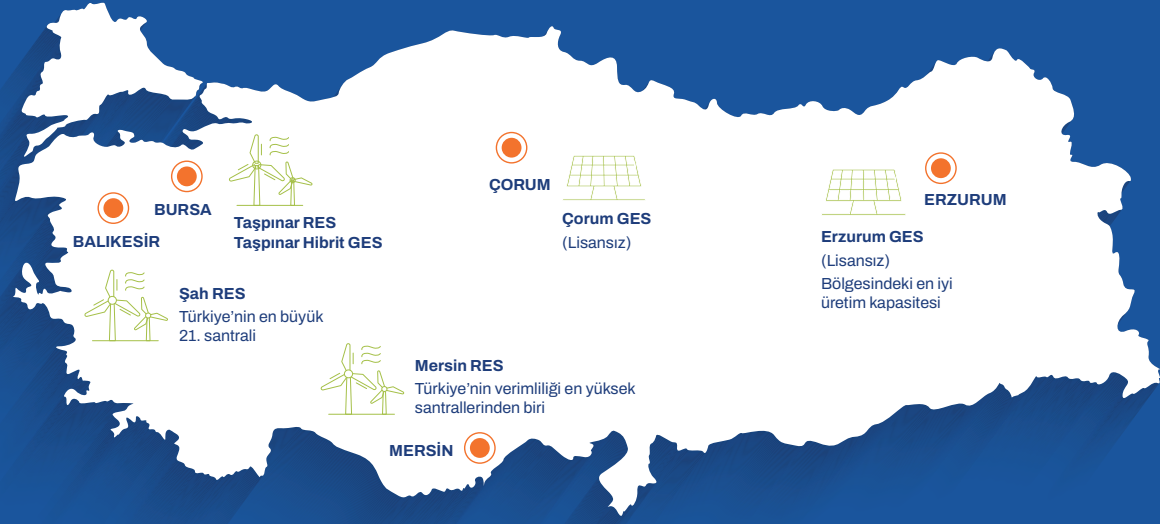 BURSA
Taşpınar RES
Taşpınar Hibrit GES
BALIKESİR
Şah RES
Türkiye'nin en büyük
21. santrali
Mersin RES
Türkiye'nin verimliliği en yüksek
santrallerinden biri
MERSİN
ÇORUM
Çorum GES
(Lisansız)
ERZURUM
Erzurum GES
(Lisansız)
Bölgesindeki en iyi
üretim kapasitesi